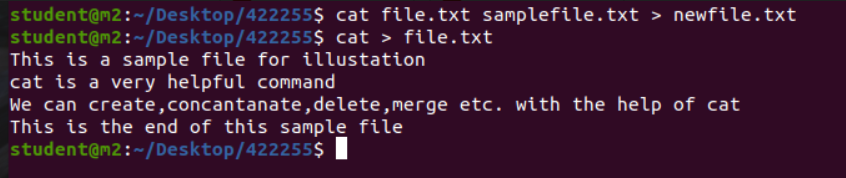 student@m2:~/Desktop/422255$ cat file.txt samplefile.txt > newfile.txt
student@m2:~/Desktop/422255$ cat > file.txt
This is a sample file for illustation
cat is a very helpful command
We can create,concantanate,delete,merge etc. with the help of cat
This is the end of this sample file
student@m2:~/Desktop/422255$